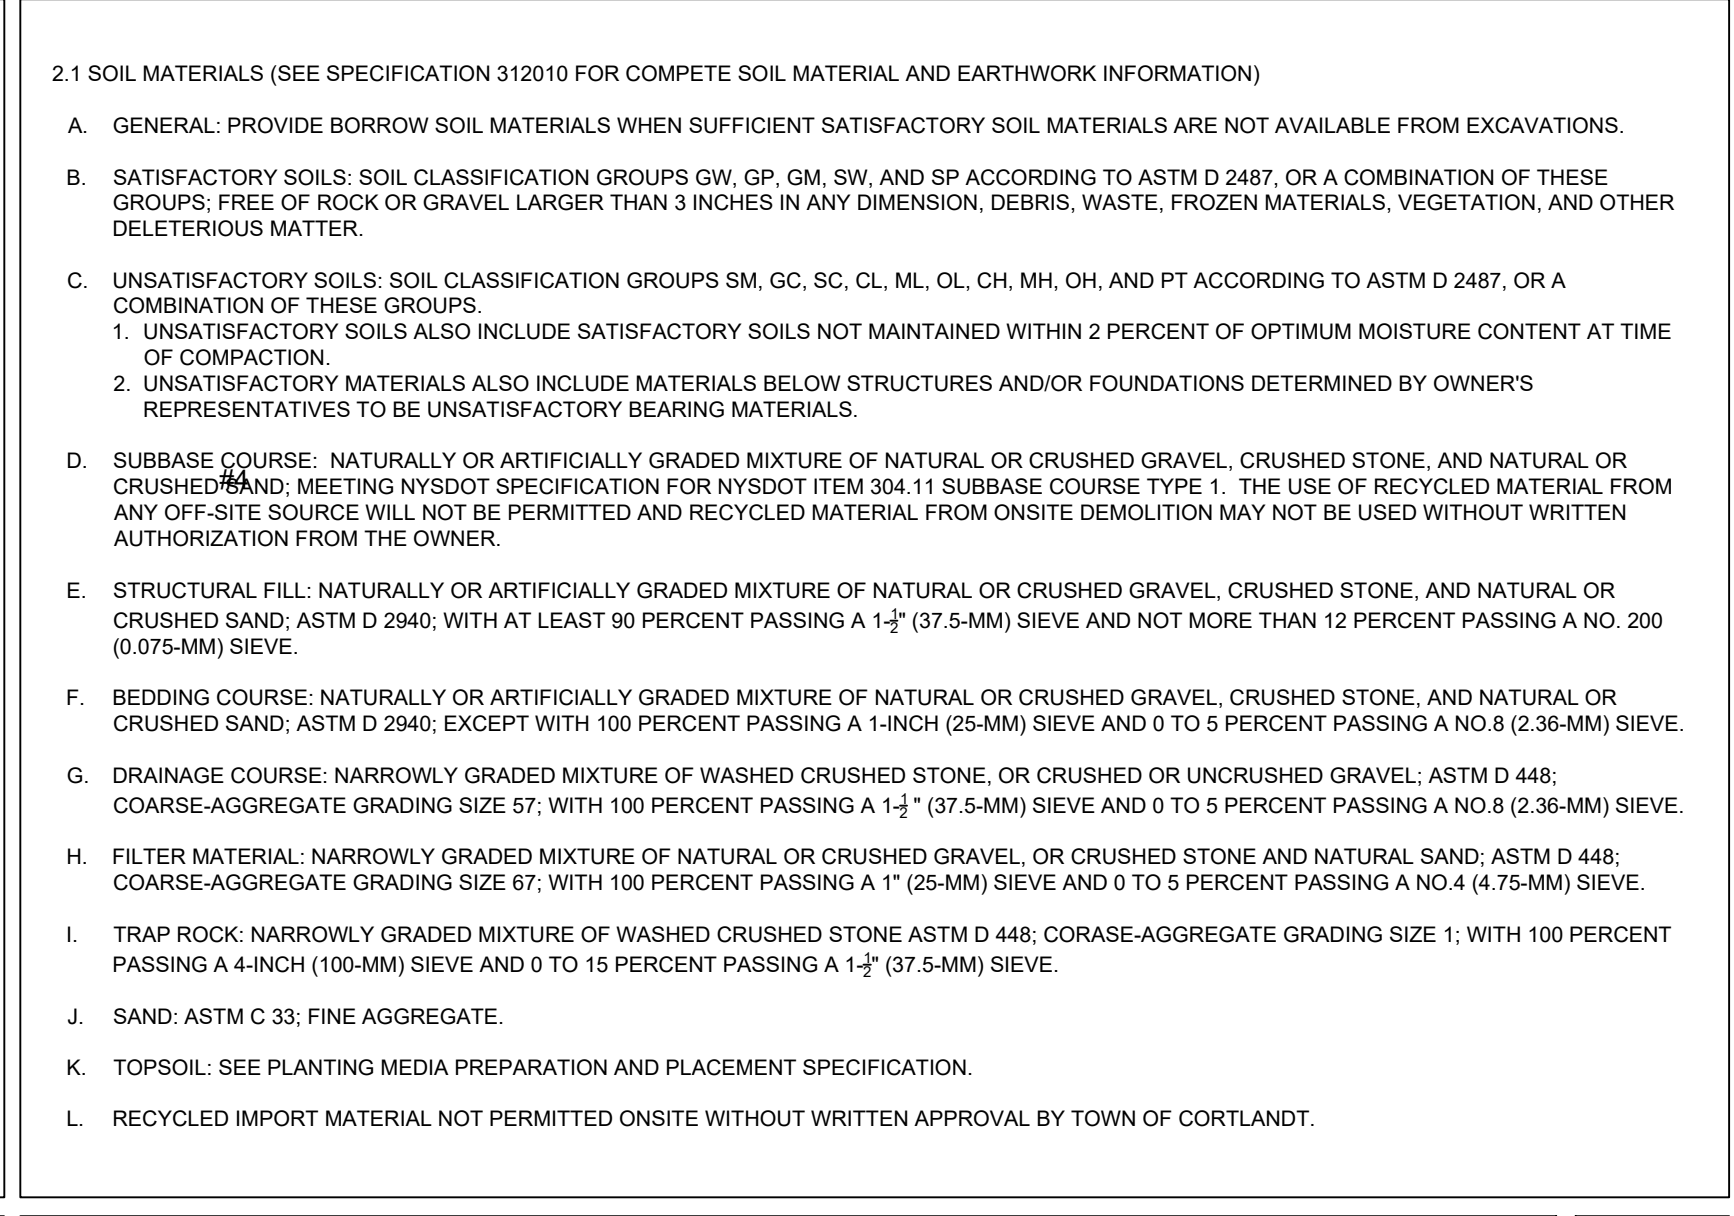 2.1 SOIL MATERIALS (SEE SPECIFICATION 312010 FOR COMPETE SOIL MATERIAL AND EARTHWORK INFORMATION)
A. GENERAL: PROVIDE BORROW SOIL MATERIALS WHEN SUFFICIENT SATISFACTORY SOIL MATERIALS ARE NOT AVAILABLE FROM EXCAVATIONS.
B. SATISFACTORY SOILS: SOIL CLASSIFICATION GROUPS GW, GP, GM, SW, AND SP ACCORDING TO ASTM D 2487, OR A COMBINATION OF THESE
GROUPS; FREE OF ROCK OR GRAVEL LARGER THAN 3 INCHES IN ANY DIMENSION, DEBRIS, WASTE, FROZEN MATERIALS, VEGETATION, AND OTHER
DELETERIOUS MATTER.
C. UNSATISFACTORY SOILS: SOIL CLASSIFICATION GROUPS SM, GC, SC, CL, ML, OL, CH, MH, OH, AND PT ACCORDING TO ASTM D 2487, OR A
COMBINATION OF THESE GROUPS.
1. UNSATISFACTORY SOILS ALSO INCLUDE SATISFACTORY SOILS NOT MAINTAINED WITHIN 2 PERCENT OF OPTIMUM MOISTURE CONTENT AT TIME
OF COMPACTION.
2. UNSATISFACTORY MATERIALS ALSO INCLUDE MATERIALS BELOW STRUCTURES AND/OR FOUNDATIONS DETERMINED BY OWNER'S
REPRESENTATIVES TO BE UNSATISFACTORY BEARING MATERIALS.
D. SUBBASE COURSE: NATURALLY OR ARTIFICIALLY GRADED MIXTURE OF NATURAL OR CRUSHED GRAVEL, CRUSHED STONE, AND NATURAL OR
#4
CRUSHED SAND; MEETING NYSDOT SPECIFICATION FOR NYSDOT ITEM 304.11 SUBBASE COURSE TYPE 1. THE USE OF RECYCLED MATERIAL FROM
ANY OFF-SITE SOURCE WILL NOT BE PERMITTED AND RECYCLED MATERIAL FROM ONSITE DEMOLITION MAY NOT BE USED WITHOUT WRITTEN
AUTHORIZATION FROM THE OWNER.
E. STRUCTURAL FILL: NATURALLY OR ARTIFICIALLY GRADED MIXTURE OF NATURAL OR CRUSHED GRAVEL, CRUSHED STONE, AND NATURAL OR
CRUSHED SAND; ASTM D 2940; WITH AT LEAST 90 PERCENT PASSING A 1-½" (37.5-MM) SIEVE AND NOT MORE THAN 12 PERCENT PASSING A NO. 200
(0.075-MM) SIEVE.
F. BEDDING COURSE: NATURALLY OR ARTIFICIALLY GRADED MIXTURE OF NATURAL OR CRUSHED GRAVEL, CRUSHED STONE, AND NATURAL OR
CRUSHED SAND; ASTM D 2940; EXCEPT WITH 100 PERCENT PASSING A 1-INCH (25-MM) SIEVE AND 0 TO 5 PERCENT PASSING A NO.8 (2.36-MM) SIEVE.
G. DRAINAGE COURSE: NARROWLY GRADED MIXTURE OF WASHED CRUSHED STONE, OR CRUSHED OR UNCRUSHED GRAVEL; ASTM D 448;
COARSE-AGGREGATE GRADING SIZE 57; WITH 100 PERCENT PASSING A 1-½ " (37.5-MM) SIEVE AND 0 TO 5 PERCENT PASSING A NO.8 (2.36-MM) SIEVE.
H. FILTER MATERIAL: NARROWLY GRADED MIXTURE OF NATURAL OR CRUSHED GRAVEL, OR CRUSHED STONE AND NATURAL SAND; ASTM D 448;
COARSE-AGGREGATE GRADING SIZE 67; WITH 100 PERCENT PASSING A 1" (25-MM) SIEVE AND 0 TO 5 PERCENT PASSING A NO.4 (4.75-MM) SIEVE.
I. TRAP ROCK: NARROWLY GRADED MIXTURE OF WASHED CRUSHED STONE ASTM D 448; CORASE-AGGREGATE GRADING SIZE 1; WITH 100 PERCENT
PASSING A 4-INCH (100-MM) SIEVE AND 0 TO 15 PERCENT PASSING A 1-½" (37.5-MM) SIEVE.
J. SAND: ASTM C 33; FINE AGGREGATE.
K. TOPSOIL: SEE PLANTING MEDIA PREPARATION AND PLACEMENT SPECIFICATION.
L. RECYCLED IMPORT MATERIAL NOT PERMITTED ONSITE WITHOUT WRITTEN APPROVAL BY TOWN OF CORTLANDT.